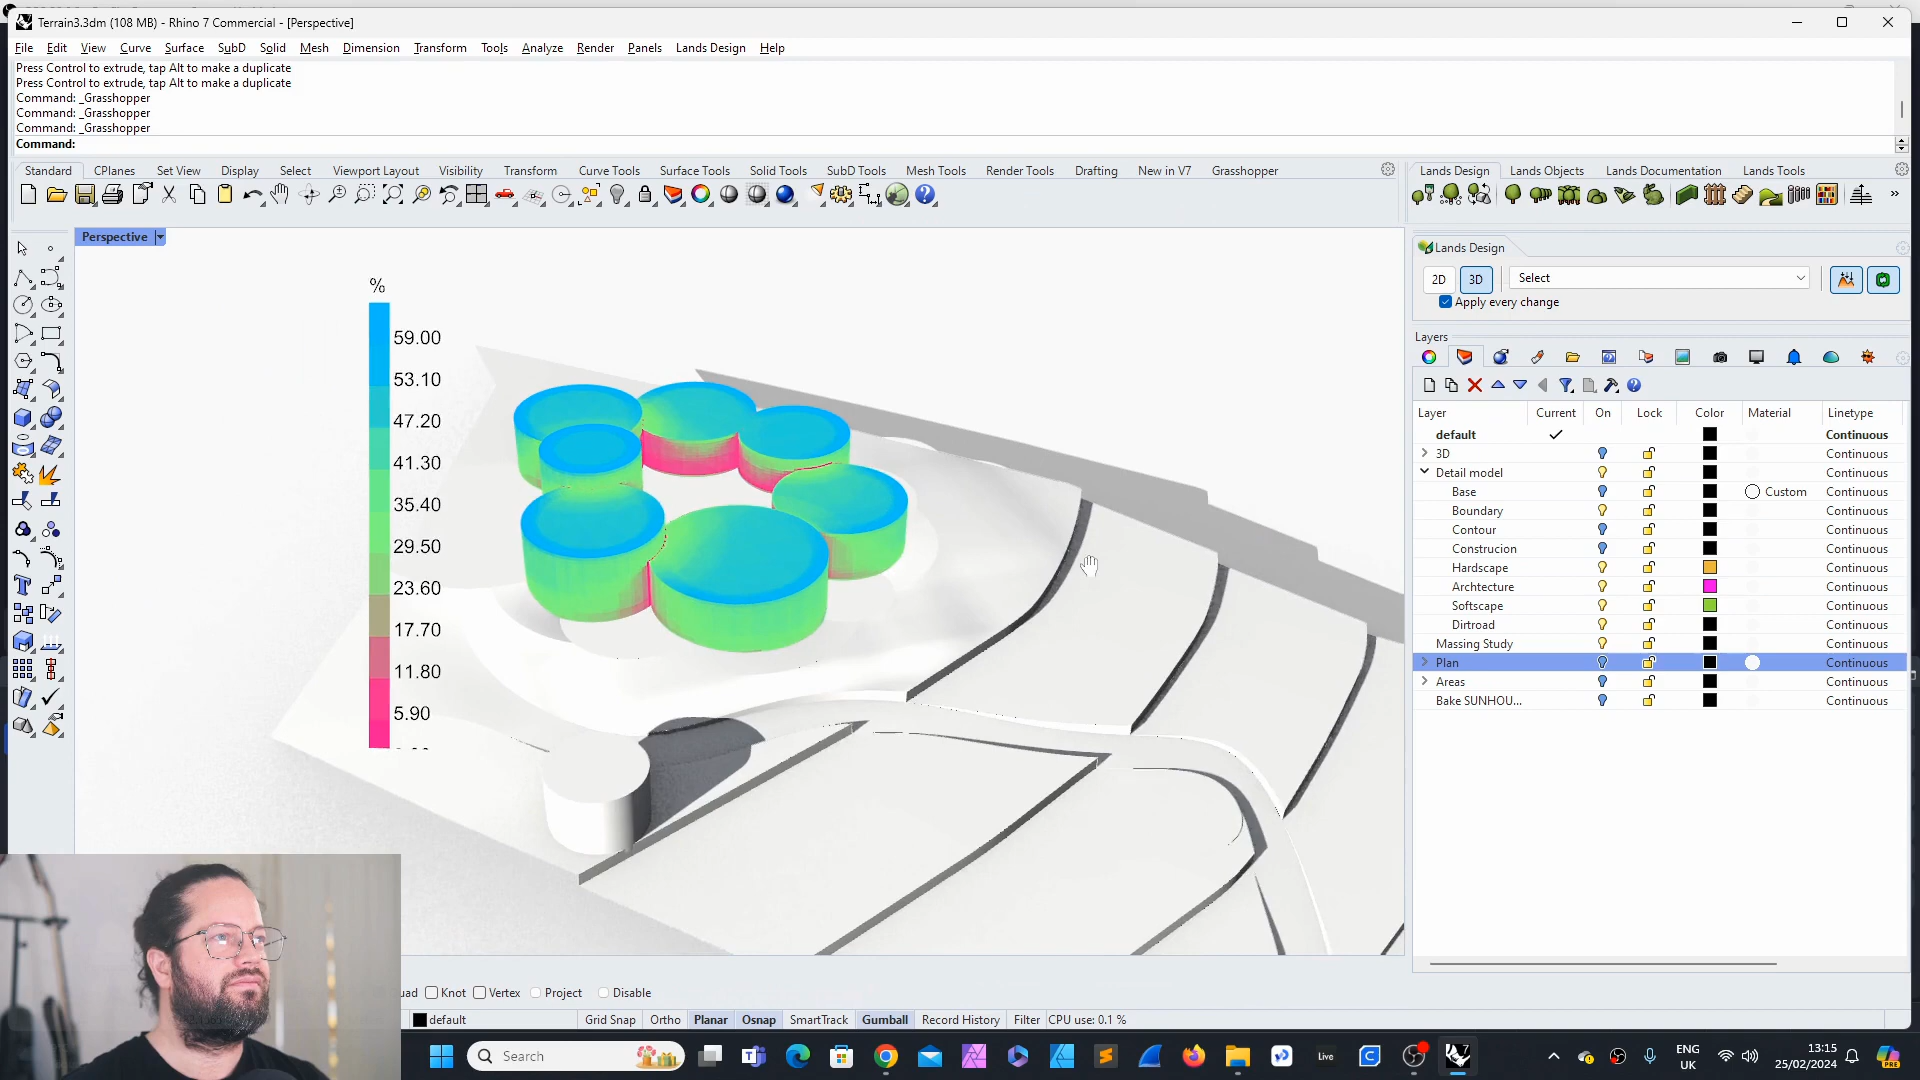 Terrain3.3dm (108 MB) - Rhino 7 Commercial - [Perspective]
File Edit View Curve Surface SubD Solid Mesh Dimension Transform Tools Analyze Render Panels Lands Design Help
Press Control to extrude, tap Alt to make a duplicate
Press Control to extrude, tap Alt to make a duplicate
Command: _Grasshopper
Command: _Grasshopper
Command: _Grasshopper
Command:
Standard CPlanes Set View Display Select Viewport Layout Visibility Transform Curve Tools Surface Tools Solid Tools SubD Tools Mesh Tools Render Tools Drafting New in V7 Grasshopper
Lands Design Lands Objects Lands Documentation Lands Tools
Perspective
%
59.00
53.10
47.20
41.30
35.40
29.50
23.60
17.70
11.80
5.90
Lands Design
2D 3D Select
Apply every change
Layers
Layer Current On Lock Color Material Linetype
default Continuous
3D Continuous
Detail model Continuous
Base Custom Continuous
Boundary Continuous
Contour Continuous
Construcion Continuous
Hardscape Continuous
Archtecture Continuous
Softscape Continuous
Dirtroad Continuous
Massing Study Continuous
Plan Continuous
Areas Continuous
Bake SUNHOU... Continuous
uad Knot Vertex Project Disable
default Grid Snap Ortho Planar Osnap SmartTrack Gumball Record History Filter CPU use: 0.1 %
Search
Live
ENG
UK
13:15
25/02/2024
PRE